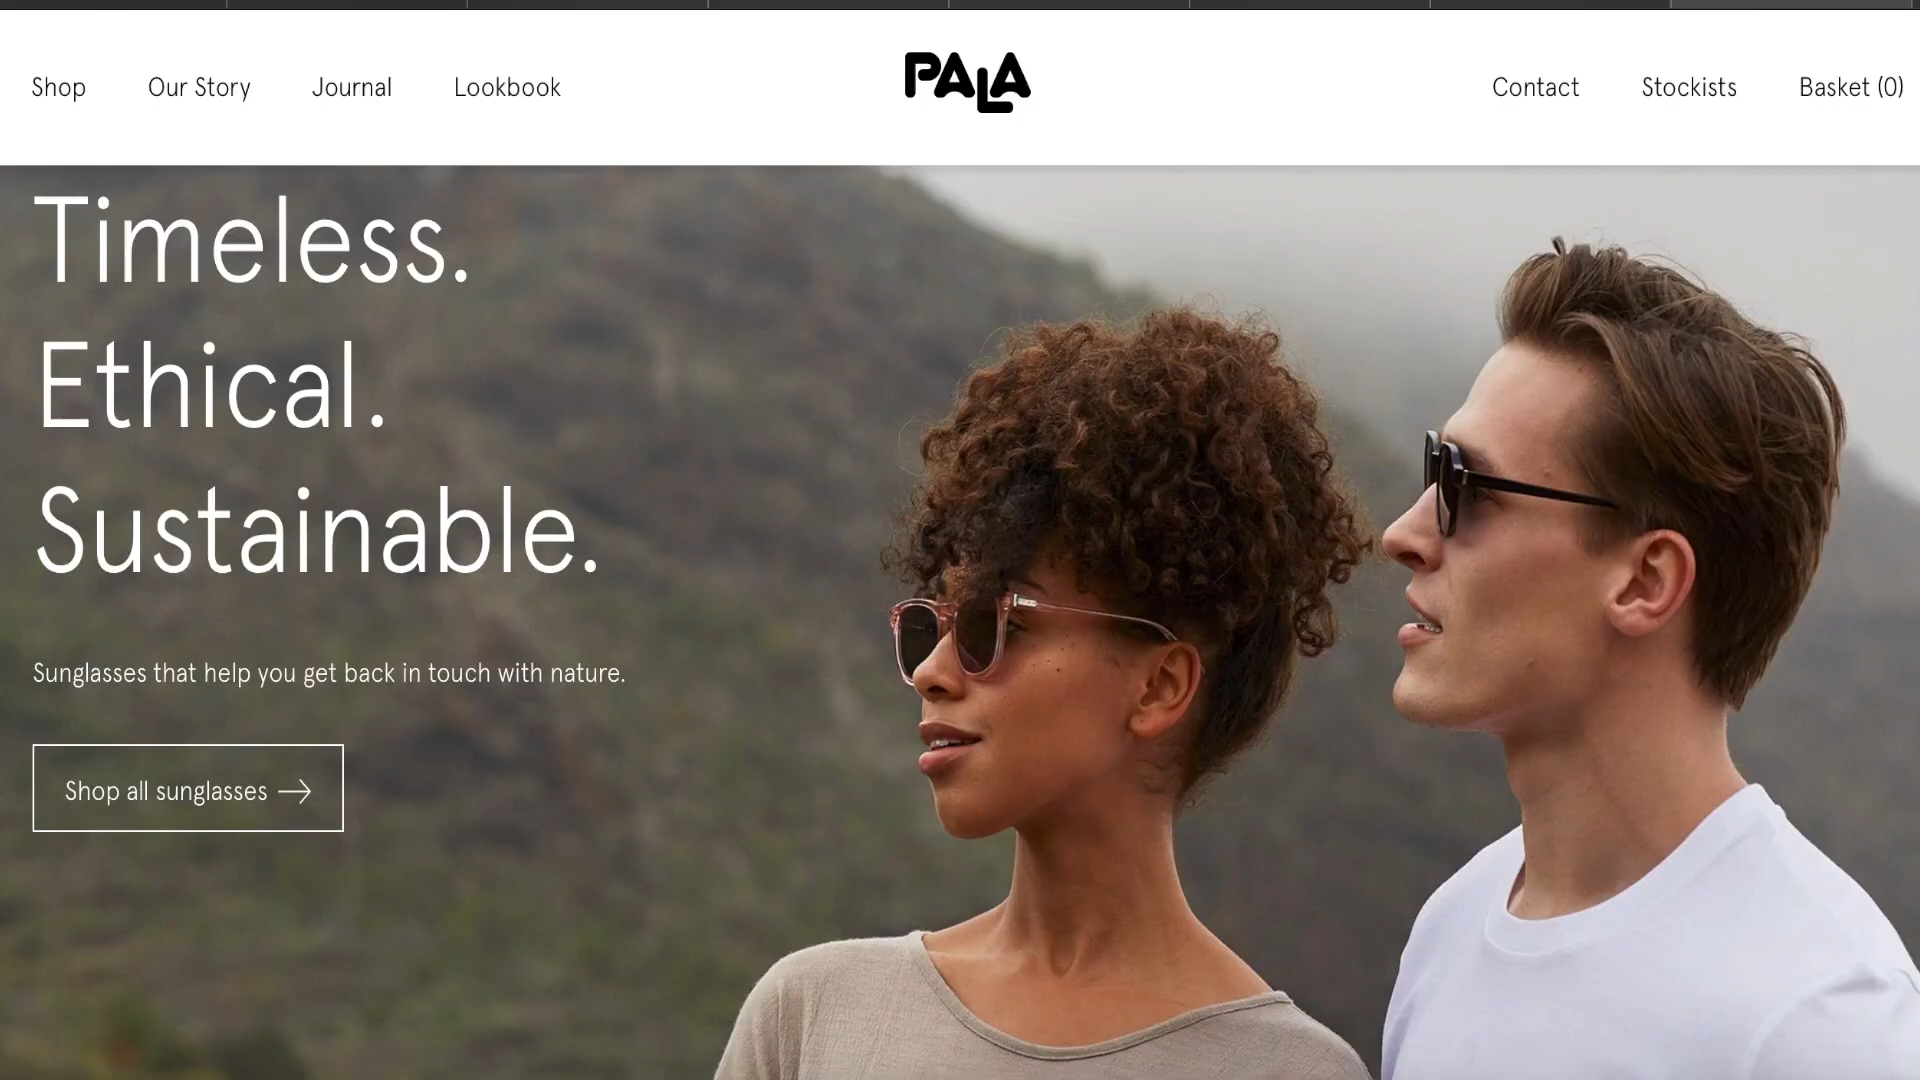 Shop Our Story Journal Lookbook PALA Contact Stockists Basket (0)
Timeless.
Ethical.
Sustainable.
Sunglasses that help you get back in touch with nature.
Shop all sunglasses →